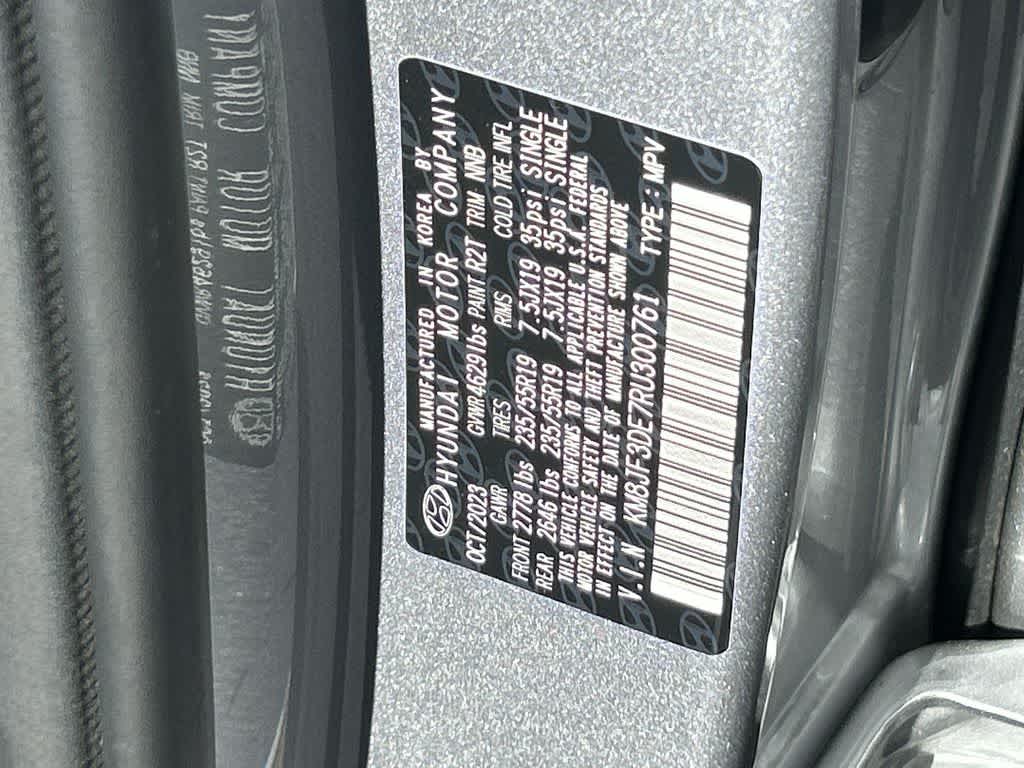 MANUFACTURED IN KOREA BY
HYUNDAI MOTOR COMPANY
OCT/2023 GVWR 4629 lbs PAINT R2T TRIM NNB
GAWR TIRES RIMS COLD TIRE INFL
FRONT 2778 lbs 235/55R19 7.5JX19 35psi SINGLE
REAR 2646 lbs 235/55R19 7.5JX19 35psi SINGLE
THIS VEHICLE CONFORMS TO ALL APPLICABLE U.S.A. FEDERAL
MOTOR VEHICLE SAFETY AND THEFT PREVENTION STANDARDS
IN EFFECT ON THE DATE OF MANUFACTURE SHOWN ABOVE
V.I.N KM8JF3DE7RU300761 TYPE : MPV